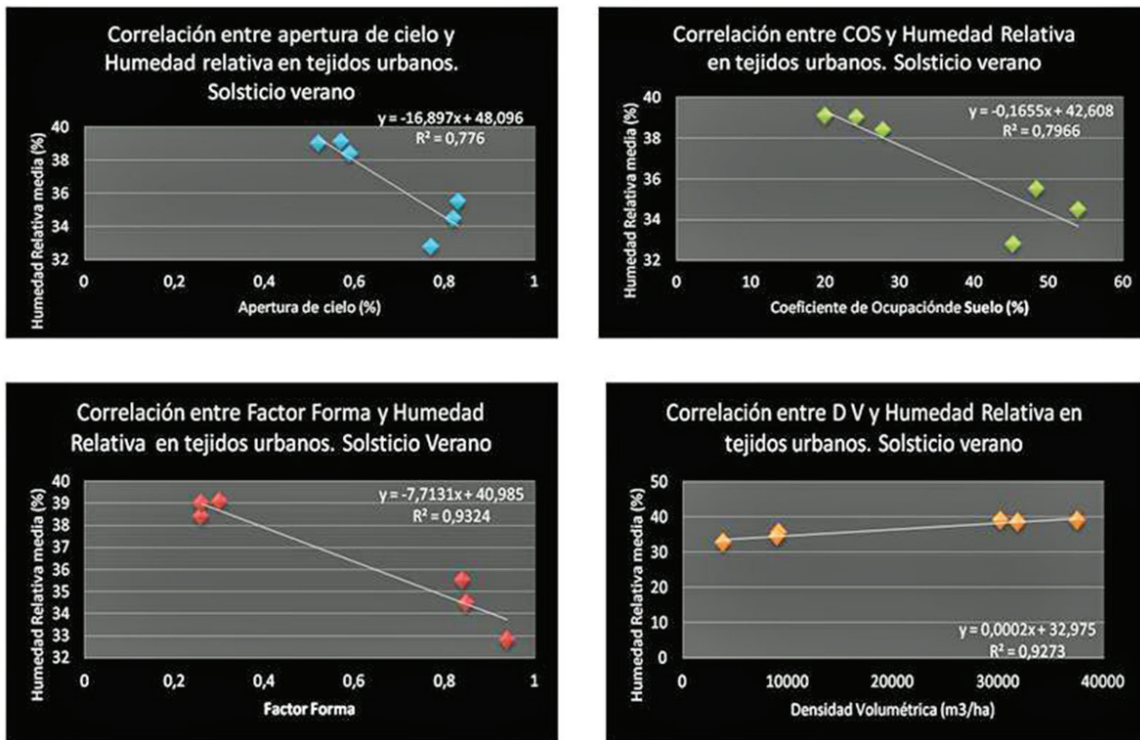 Correlación entre apertura de cielo y
Humedad relativa en tejidos urbanos.
Solsticio verano
y = -16,897x + 48,096
R² = 0,776
Humedad Relativa media (%)
40
38
36
34
32
0
0,2
0,4
0,6
0,8
1
Apertura de cielo (%)
Correlación entre COS y Humedad Relativa
en tejidos urbanos. Solsticio verano
y = -0,1655x + 42,608
R² = 0,7966
Humedad Relativa media (%)
40
38
36
34
32
0
10
20
30
40
50
60
Coeficiente de Ocupaciónde Suelo (%)
Correlación entre Factor Forma y Humedad
Relativa en tejidos urbanos. Solsticio Verano
y = -7,7131x + 40,985
R² = 0,9324
Humedad Relativa media (%)
40
39
38
37
36
35
34
33
32
0
0,2
0,4
0,6
0,8
1
Factor Forma
Correlación entre D V y Humedad Relativa en
tejidos urbanos. Solsticio verano
Humedad Relativa media (%)
50
40
30
20
10
0
y = 0,0002x + 32,975
R² = 0,9273
0
10000
20000
30000
40000
Densidad Volumétrica (m3/ha)